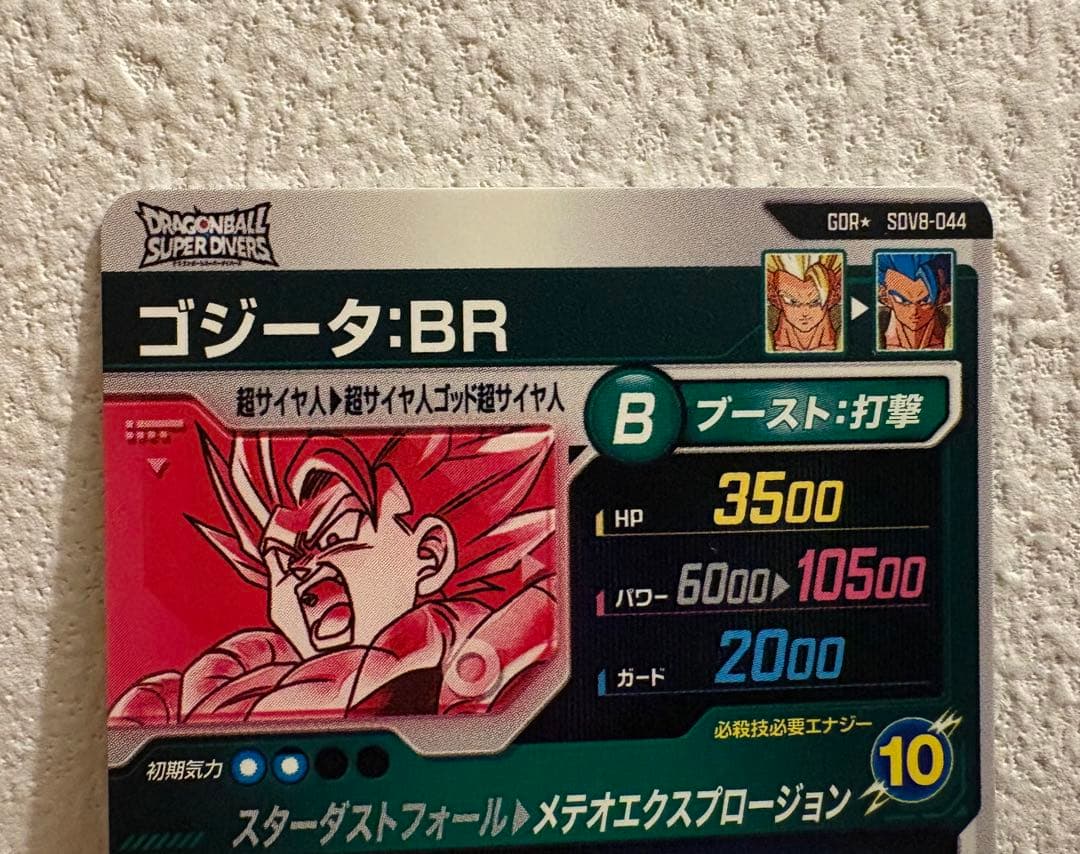 DRAGONBALL
SUPER DIVERS
GDR★ SDV8-044
ゴジータ:BR
超サイヤ人▶超サイヤ人ゴッド超サイヤ人
B ブースト:打撃
HP 3500
パワー 6000▶10500
ガード 2000
必殺技必要エナジー
10
初期気力
スターダストフォール▶メテオエクスプロージョン